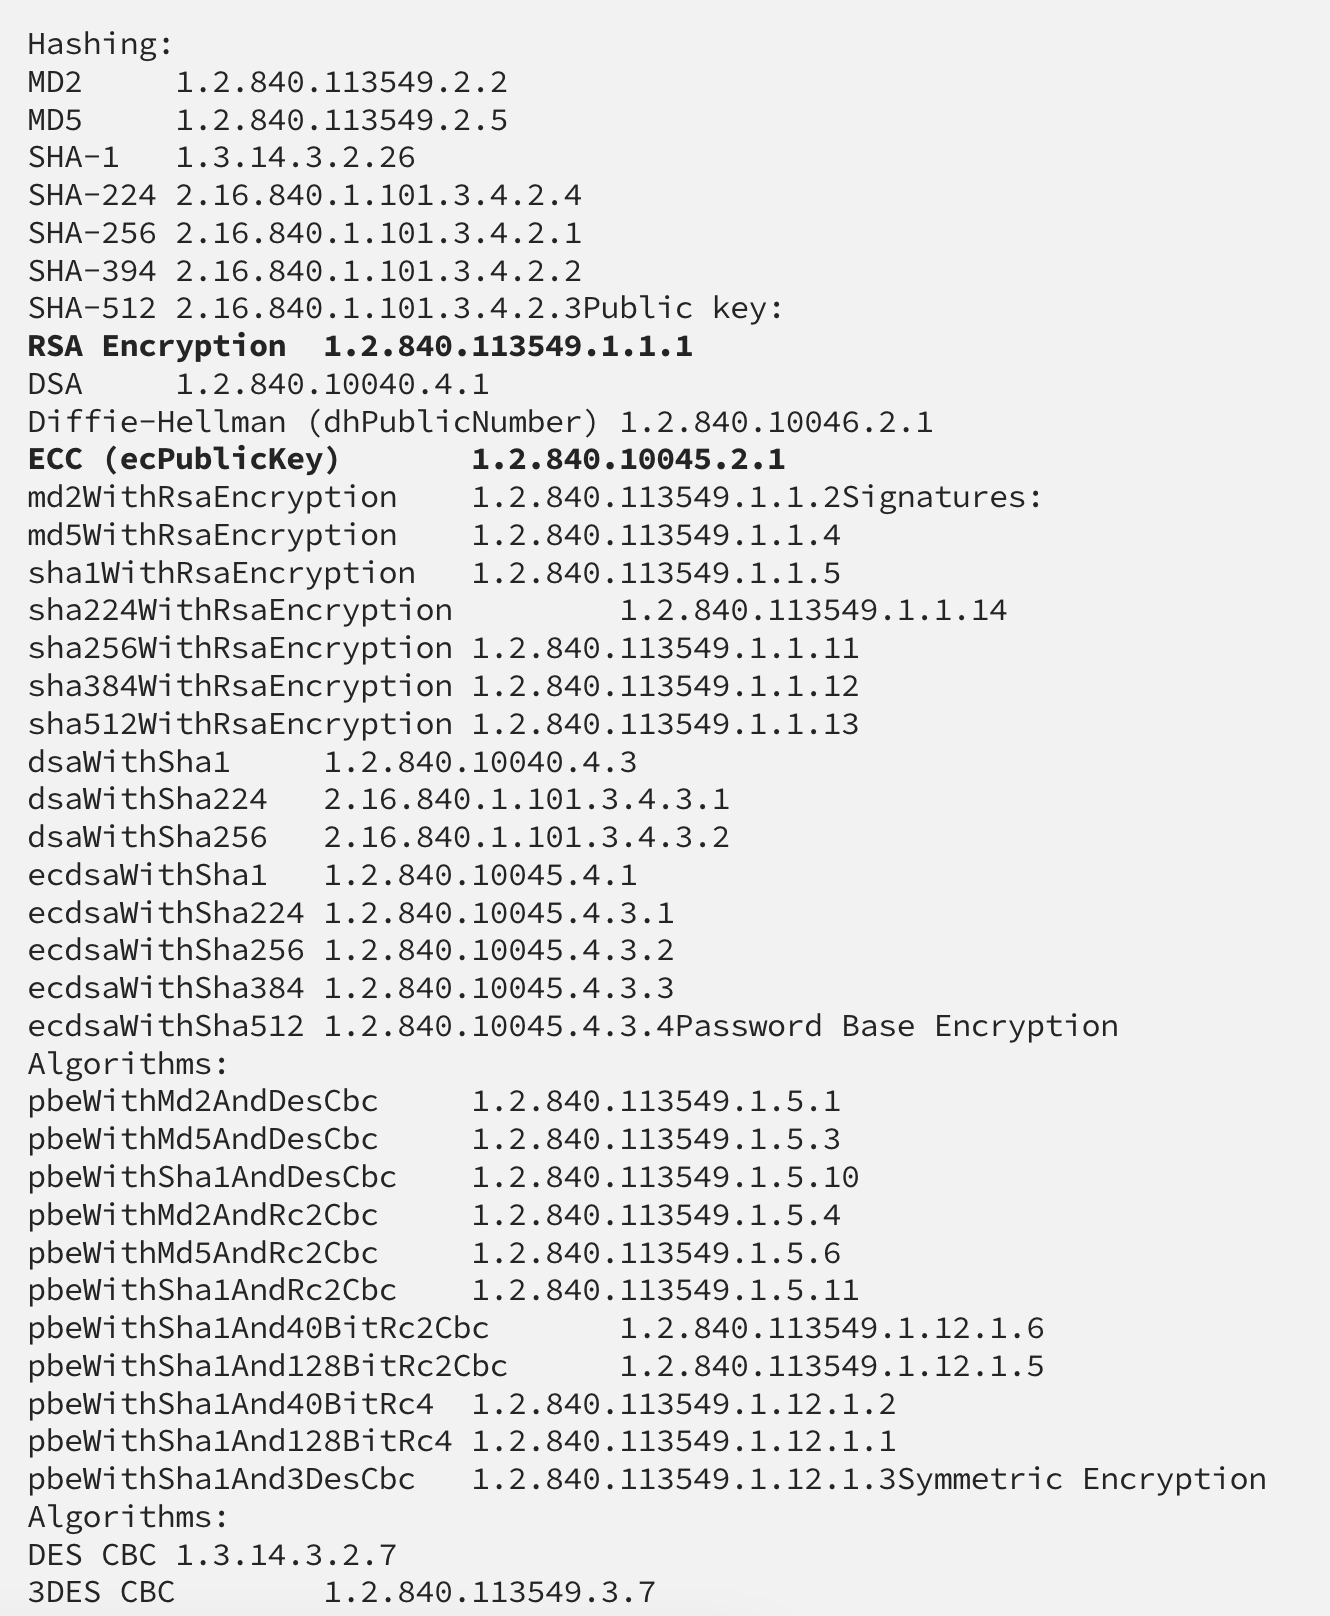 Hashing:
MD2     1.2.840.113549.2.2
MD5     1.2.840.113549.2.5
SHA-1   1.3.14.3.2.26
SHA-224 2.16.840.1.101.3.4.2.4
SHA-256 2.16.840.1.101.3.4.2.1
SHA-394 2.16.840.1.101.3.4.2.2
SHA-512 2.16.840.1.101.3.4.2.3Public key:
RSA Encryption  1.2.840.113549.1.1.1
DSA     1.2.840.10040.4.1
Diffie-Hellman (dhPublicNumber) 1.2.840.10046.2.1
ECC (ecPublicKey)       1.2.840.10045.2.1
md2WithRsaEncryption    1.2.840.113549.1.1.2Signatures:
md5WithRsaEncryption    1.2.840.113549.1.1.4
sha1WithRsaEncryption   1.2.840.113549.1.1.5
sha224WithRsaEncryption         1.2.840.113549.1.1.14
sha256WithRsaEncryption 1.2.840.113549.1.1.11
sha384WithRsaEncryption 1.2.840.113549.1.1.12
sha512WithRsaEncryption 1.2.840.113549.1.1.13
dsaWithSha1     1.2.840.10040.4.3
dsaWithSha224   2.16.840.1.101.3.4.3.1
dsaWithSha256   2.16.840.1.101.3.4.3.2
ecdsaWithSha1   1.2.840.10045.4.1
ecdsaWithSha224 1.2.840.10045.4.3.1
ecdsaWithSha256 1.2.840.10045.4.3.2
ecdsaWithSha384 1.2.840.10045.4.3.3
ecdsaWithSha512 1.2.840.10045.4.3.4Password Base Encryption
Algorithms:
pbeWithMd2AndDesCbc     1.2.840.113549.1.5.1
pbeWithMd5AndDesCbc     1.2.840.113549.1.5.3
pbeWithSha1AndDesCbc    1.2.840.113549.1.5.10
pbeWithMd2AndRc2Cbc     1.2.840.113549.1.5.4
pbeWithMd5AndRc2Cbc     1.2.840.113549.1.5.6
pbeWithSha1AndRc2Cbc    1.2.840.113549.1.5.11
pbeWithSha1And40BitRc2Cbc       1.2.840.113549.1.12.1.6
pbeWithSha1And128BitRc2Cbc      1.2.840.113549.1.12.1.5
pbeWithSha1And40BitRc4  1.2.840.113549.1.12.1.2
pbeWithSha1And128BitRc4 1.2.840.113549.1.12.1.1
pbeWithSha1And3DesCbc   1.2.840.113549.1.12.1.3Symmetric Encryption
Algorithms:
DES CBC 1.3.14.3.2.7
3DES CBC        1.2.840.113549.3.7